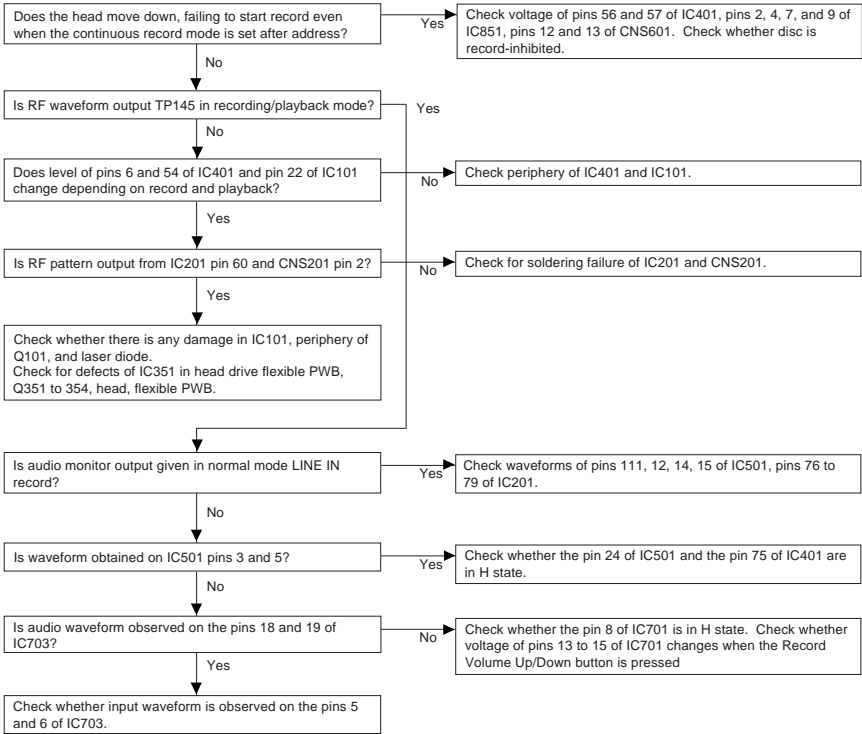 Does the head move down, failing to start record even
when the continuous record mode is set after address?
Yes
Check voltage of pins 56 and 57 of IC401, pins 2, 4, 7, and 9 of
IC851, pins 12 and 13 of CNS601.  Check whether disc is
record-inhibited.
No
Is RF waveform output TP145 in recording/playback mode?
Yes
No
Does level of pins 6 and 54 of IC401 and pin 22 of IC101
change depending on record and playback?
No
Check periphery of IC401 and IC101.
Yes
Is RF pattern output from IC201 pin 60 and CNS201 pin 2?
No
Check for soldering failure of IC201 and CNS201.
Yes
Check whether there is any damage in IC101, periphery of
Q101, and laser diode.
Check for defects of IC351 in head drive flexible PWB,
Q351 to 354, head, flexible PWB.
Is audio monitor output given in normal mode LINE IN
record?
Yes
Check waveforms of pins 111, 12, 14, 15 of IC501, pins 76 to
79 of IC201.
No
Is waveform obtained on IC501 pins 3 and 5?
Yes
Check whether the pin 24 of IC501 and the pin 75 of IC401 are
in H state.
No
Is audio waveform observed on the pins 18 and 19 of
IC703?
No
Check whether the pin 8 of IC701 is in H state.  Check whether
voltage of pins 13 to 15 of IC701 changes when the Record
Volume Up/Down button is pressed
Yes
Check whether input waveform is observed on the pins 5
and 6 of IC703.